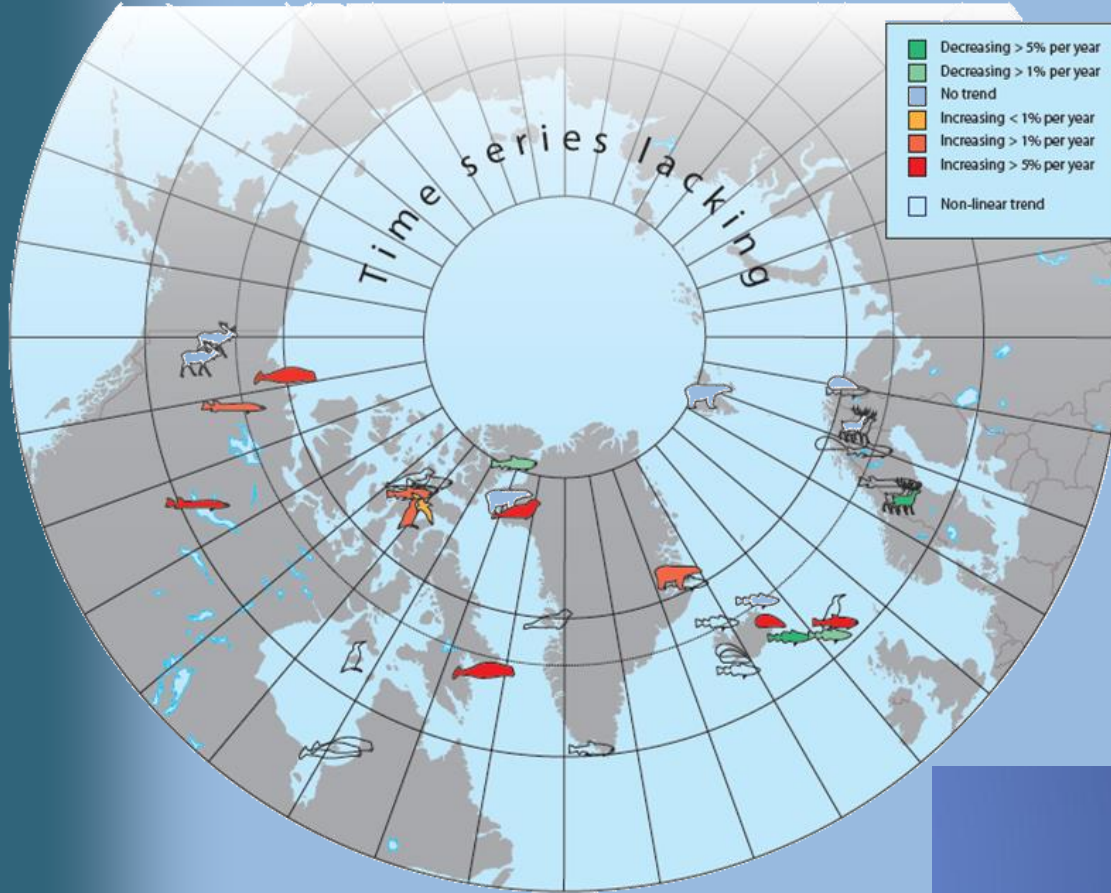 Decreasing > 5% per year
Decreasing > 1% per year
No trend
Increasing < 1% per year
Increasing > 1% per year
Increasing > 5% per year
Non-linear trend
Time series lacking